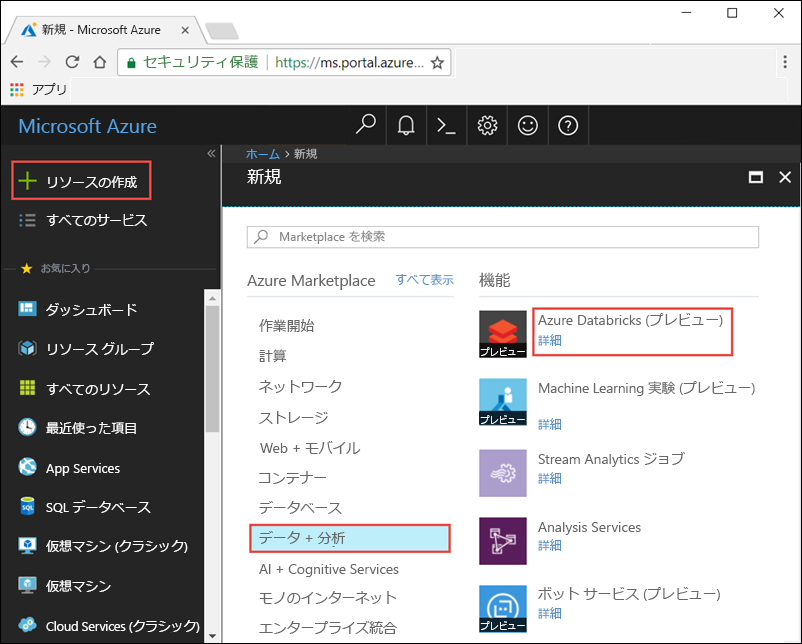 新規 - Microsoft Azure
セキュリティ保護 https://ms.portal.azure...
アプリ
Microsoft Azure
リソースの作成
すべてのサービス
お気に入り
ダッシュボード
リソース グループ
すべてのリソース
最近使った項目
App Services
SQL データベース
仮想マシン (クラシック)
仮想マシン
Cloud Services (クラシック)
ホーム > 新規
新規
Marketplace を検索
Azure Marketplace すべて表示
作業開始
計算
ネットワーク
ストレージ
Web + モバイル
コンテナー
データベース
データ + 分析
AI + Cognitive Services
モノのインターネット
エンタープライズ統合
機能
Azure Databricks (プレビュー)
詳細
プレビュー
Machine Learning 実験 (プレビュー)
詳細
プレビュー
Stream Analytics ジョブ
詳細
Analysis Services
詳細
ボット サービス (プレビュー)
詳細
プレビュー